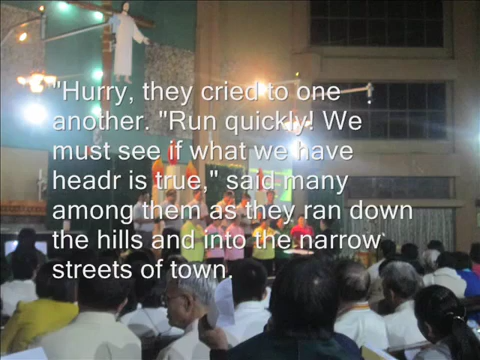 "Hurry, they cried to one
another. "Run quickly! We
must see if what we have
headr is true," said many
among them as they ran down
the hills and into the narrow
streets of town.